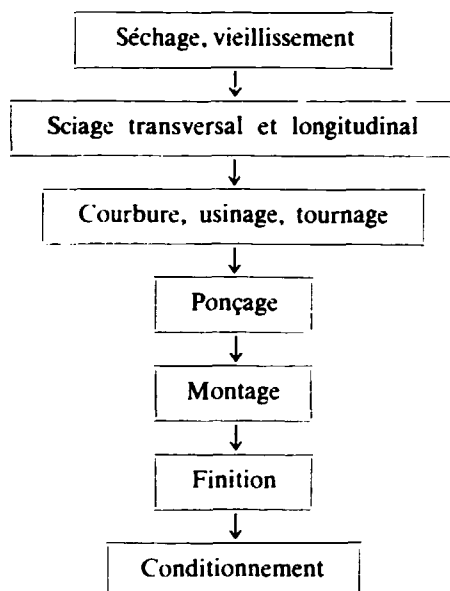 Séchage, vieillissement
Sciage transversal et longitudinal
Courbure, usinage, tournage
Ponçage
Montage
Finition
Conditionnement